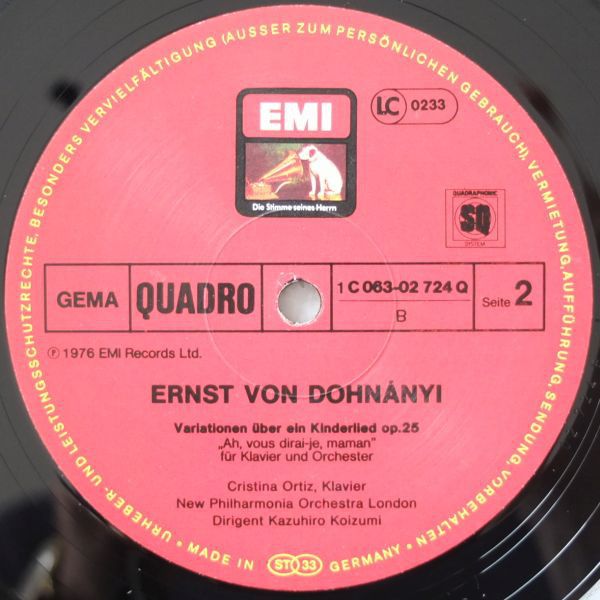 URHEBER- UND LEISTUNGSSCHUTZRECHTE, BESONDERS VERVIELFÄLTIGUNG (AUSSER ZUM PERSÖNLICHEN GEBRAUCH), VERMIETUNG, AUFFÜHRUNG, SENDUNG, VORBEHALTEN
EMI
Die Stimme seines Herrn
LC 0233
QUADRAPHONIC
SQ
SYSTEM
GEMA
QUADRO
1 C 063-02 724 Q
B
Seite 2
℗ 1976 EMI Records Ltd.
ERNST VON DOHNÁNYI
Variationen über ein Kinderlied op.25
„Ah, vous dirai-je, maman"
für Klavier und Orchester
Cristina Ortiz, Klavier
New Philharmonia Orchestra London
Dirigent Kazuhiro Koizumi
• MADE IN ST 33 GERMANY •